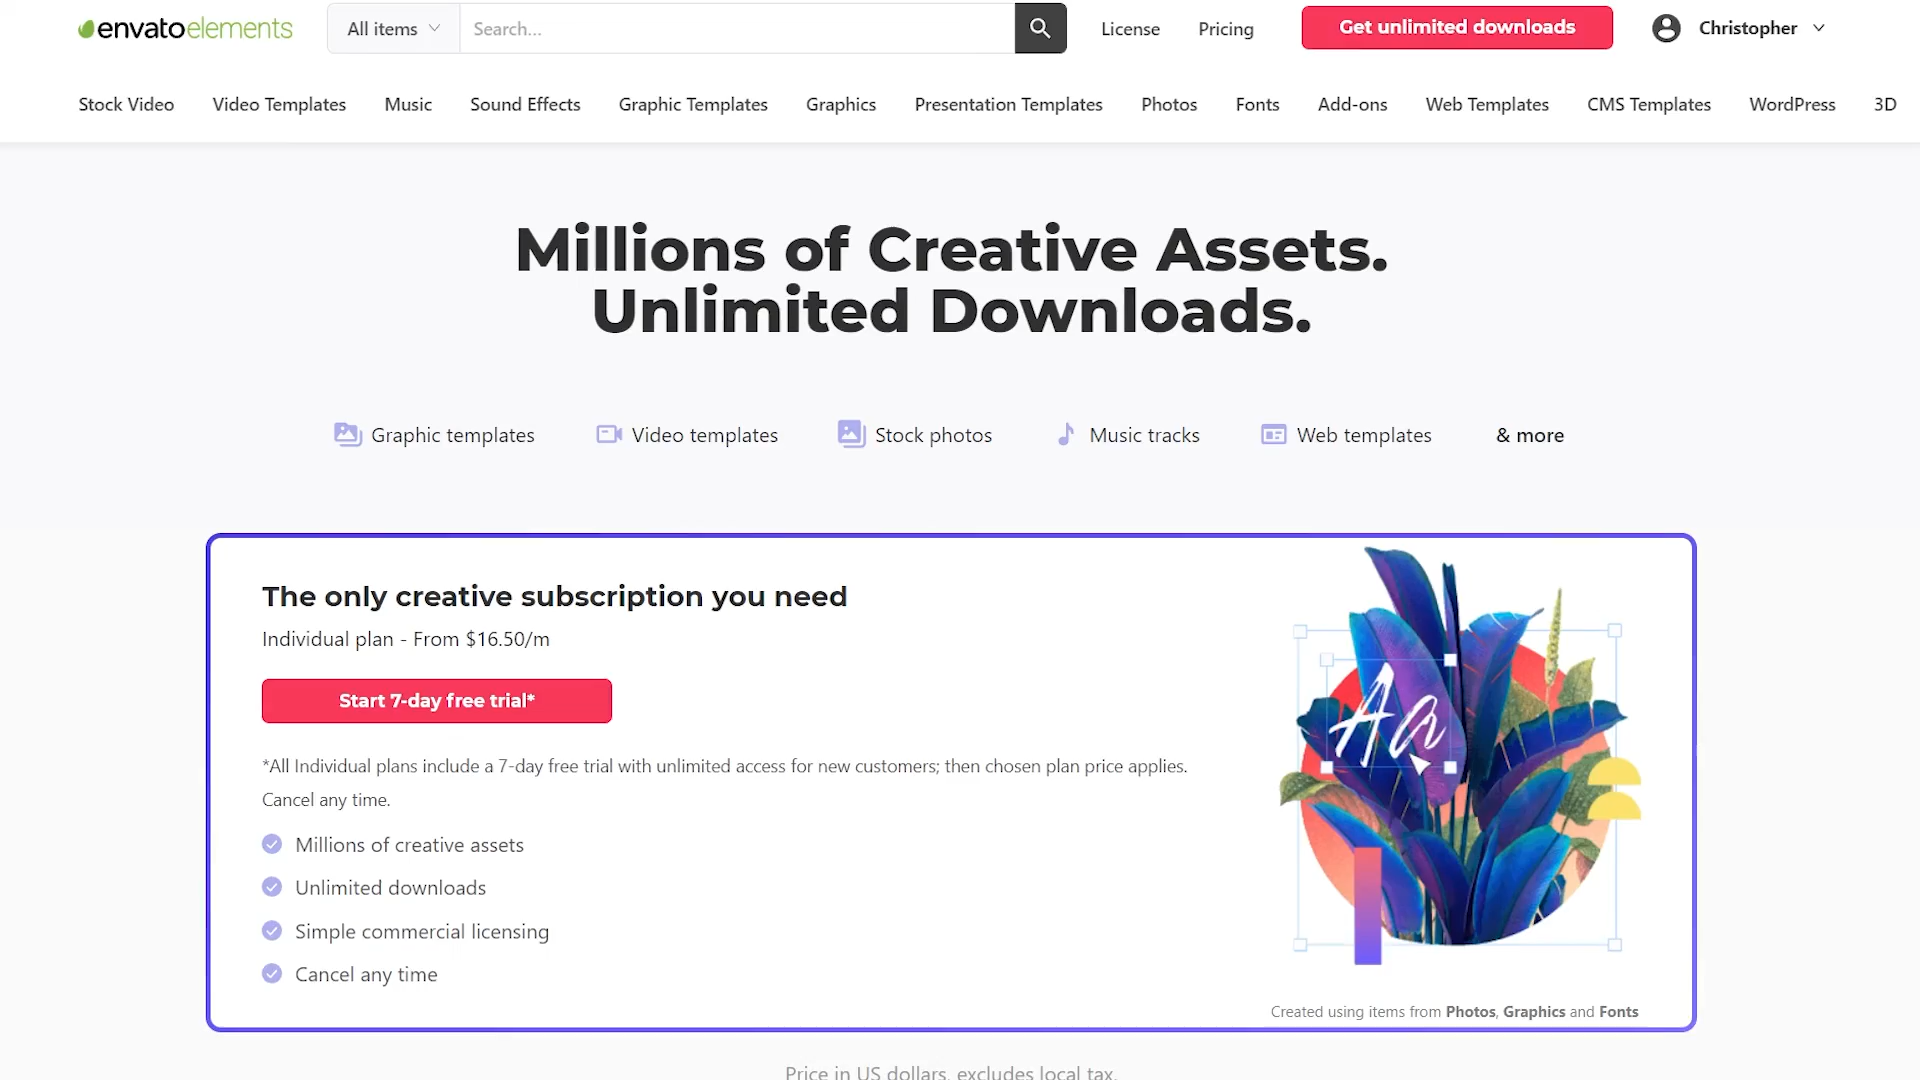 envatoelements
All items
Search...
License
Pricing
Get unlimited downloads
Christopher
Stock Video
Video Templates
Music
Sound Effects
Graphic Templates
Graphics
Presentation Templates
Photos
Fonts
Add-ons
Web Templates
CMS Templates
WordPress
3D
Millions of Creative Assets.
Unlimited Downloads.
Graphic templates
Video templates
Stock photos
Music tracks
Web templates
& more
The only creative subscription you need
Individual plan - From $16.50/m
Start 7-day free trial*
*All Individual plans include a 7-day free trial with unlimited access for new customers; then chosen plan price applies.
Cancel any time.
Millions of creative assets
Unlimited downloads
Simple commercial licensing
Cancel any time
Aa
Created using items from Photos, Graphics and Fonts
Price in US dollars, excludes local tax.